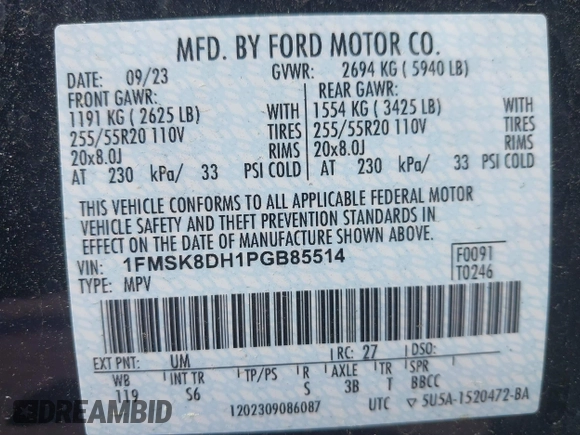 MFD. BY FORD MOTOR CO.
DATE: 09/23 GVWR: 2694 KG ( 5940 LB)
FRONT GAWR: REAR GAWR:
1191 KG ( 2625 LB) WITH 1554 KG ( 3425 LB) WITH
255/55R20 110V TIRES 255/55R20 110V TIRES
20x8.0J RIMS 20x8.0J RIMS
AT 230 kPa/ 33 PSI COLD AT 230 kPa/ 33 PSI COLD
THIS VEHICLE CONFORMS TO ALL APPLICABLE FEDERAL MOTOR
VEHICLE SAFETY AND THEFT PREVENTION STANDARDS IN
EFFECT ON THE DATE OF MANUFACTURE SHOWN ABOVE.
VIN: 1FMSK8DH1PGB85514 F0091
TYPE: MPV T0246
EXT PNT: UM RC: 27 DSO:
WB INT TR TP/PS R AXLE TR SPR
119 S6 S 3B T BBCC
1202309086087 UTC ▽ 5U5A-1520472-BA
DREAMBID